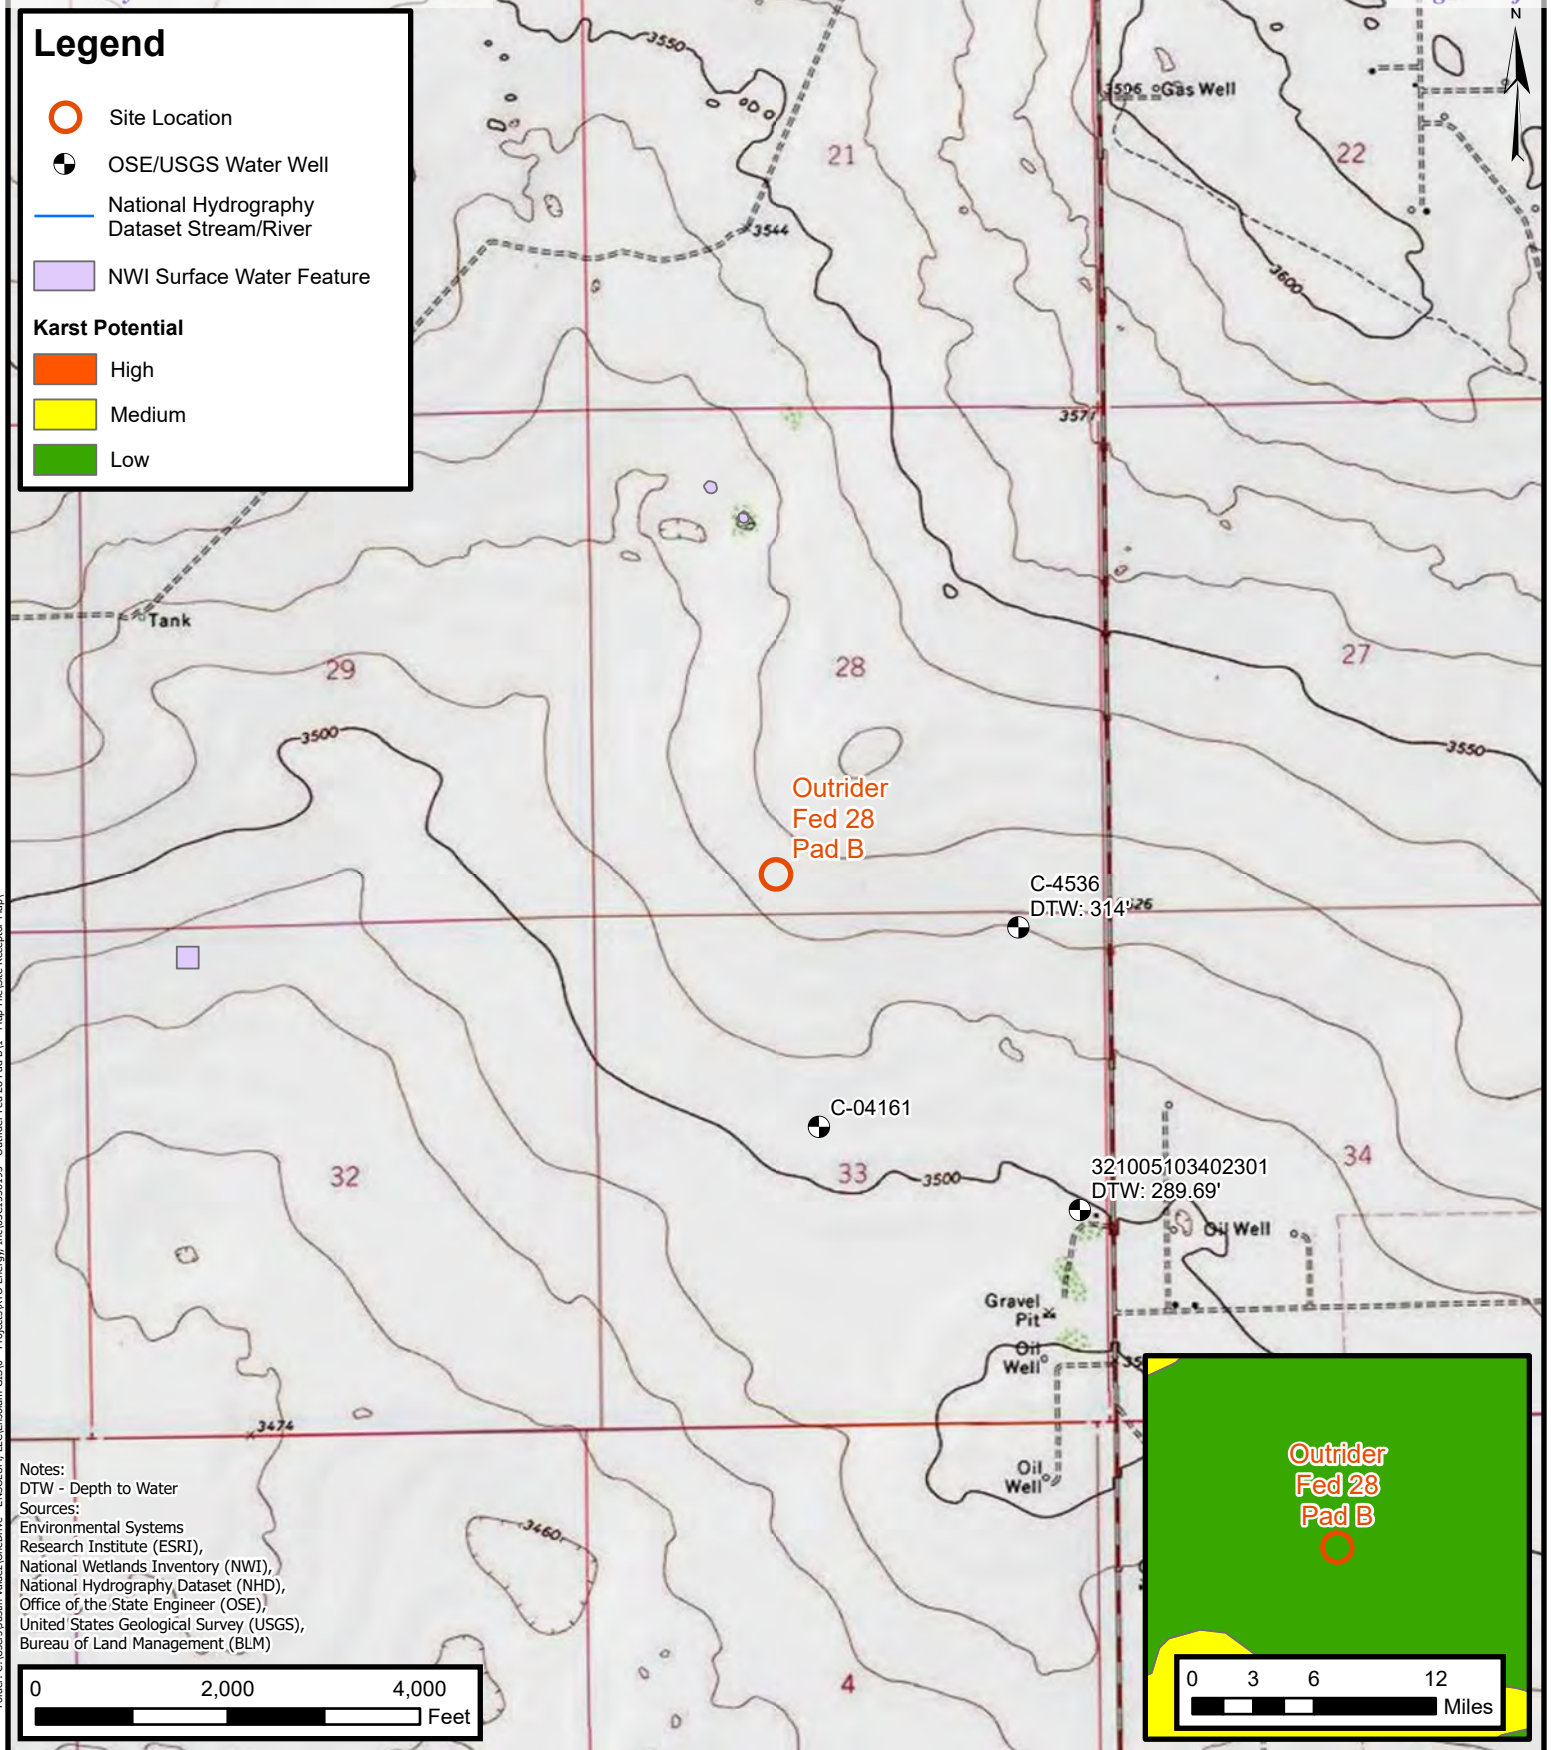 Legend
Site Location
OSE/USGS Water Well
National Hydrography
Dataset Stream/River
NWI Surface Water Feature
Karst Potential
High
Medium
Low
N
3550
3596
Gas Well
21
22
3544
3600
3571
Tank
29
28
27
3500
3550
Outrider
Fed 28
Pad B
C-4536
DTW: 314'
C-04161
32
33
3500
34
321005103402301
DTW: 289.69'
Oil Well
Gravel
Pit
Oil
Well
3474
Oil
Well
3460
4
Notes:
DTW - Depth to Water
Sources:
Environmental Systems
Research Institute (ESRI),
National Wetlands Inventory (NWI),
National Hydrography Dataset (NHD),
Office of the State Engineer (OSE),
United States Geological Survey (USGS),
Bureau of Land Management (BLM)
0 2,000 4,000
Feet
Outrider
Fed 28
Pad B
0 3 6 12
Miles